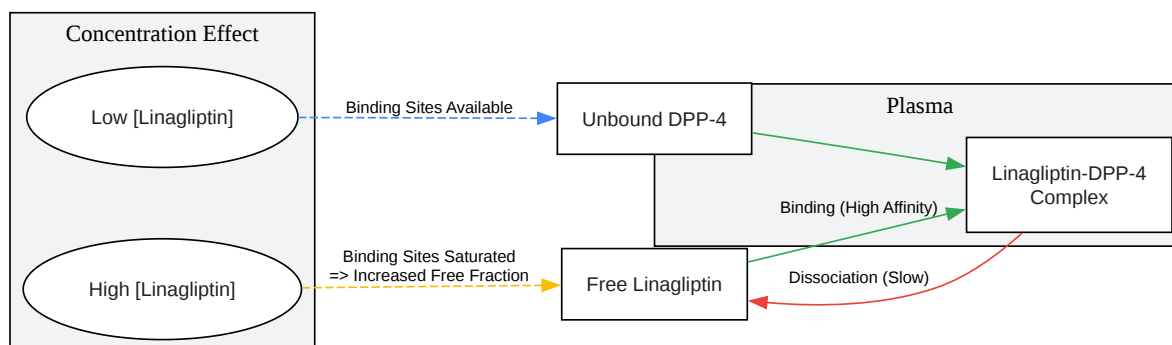 Concentration Effect
Low [Linagliptin]
Binding Sites Available
Unbound DPP-4
Plasma
Linagliptin-DPP-4
Complex
Binding (High Affinity)
High [Linagliptin]
Binding Sites Saturated
=> Increased Free Fraction
Free Linagliptin
Dissociation (Slow)